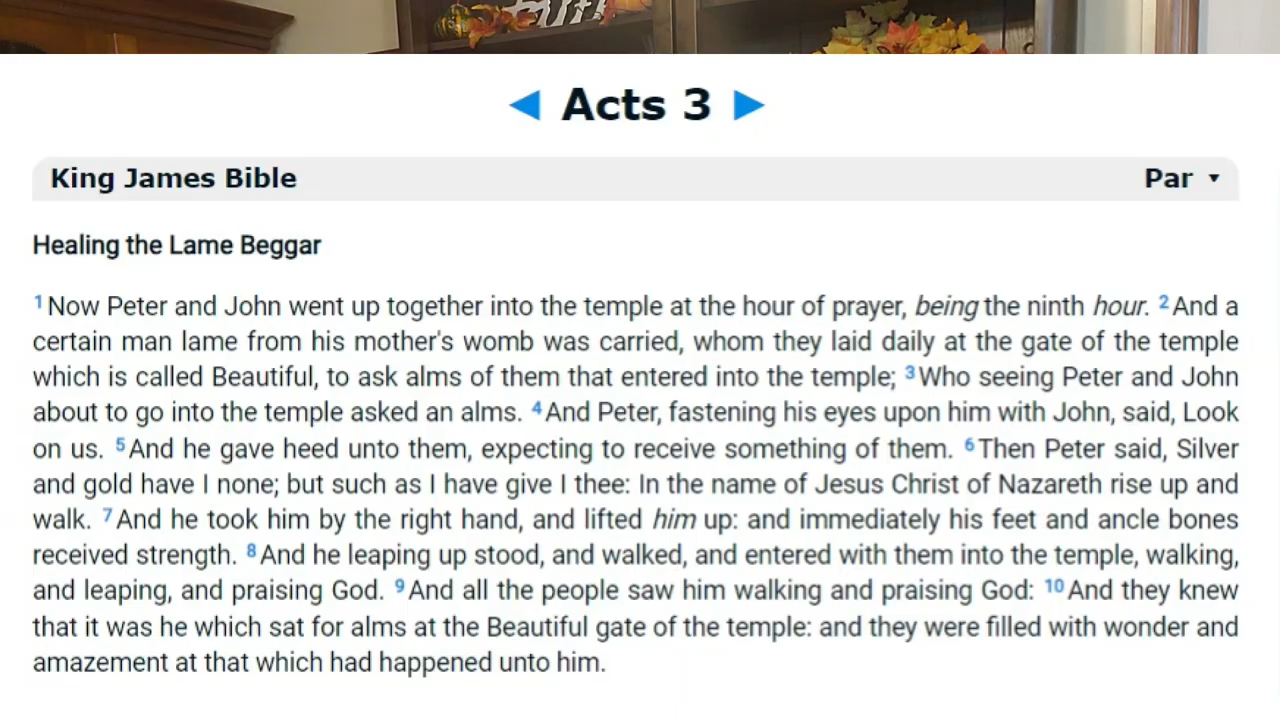 Acts 3
King James Bible
Par
Healing the Lame Beggar
1 Now Peter and John went up together into the temple at the hour of prayer, being the ninth hour. 2 And a
certain man lame from his mother's womb was carried, whom they laid daily at the gate of the temple
which is called Beautiful, to ask alms of them that entered into the temple; 3 Who seeing Peter and John
about to go into the temple asked an alms. 4 And Peter, fastening his eyes upon him with John, said, Look
on us. 5 And he gave heed unto them, expecting to receive something of them. 6 Then Peter said, Silver
and gold have I none; but such as I have give I thee: In the name of Jesus Christ of Nazareth rise up and
walk. 7 And he took him by the right hand, and lifted him up: and immediately his feet and ancle bones
received strength. 8 And he leaping up stood, and walked, and entered with them into the temple, walking,
and leaping, and praising God. 9 And all the people saw him walking and praising God: 10 And they knew
that it was he which sat for alms at the Beautiful gate of the temple: and they were filled with wonder and
amazement at that which had happened unto him.